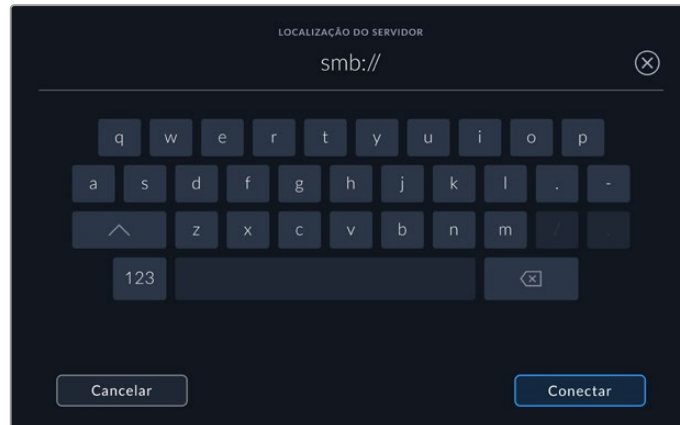 LOCALIZAÇÃO DO SERVIDOR
smb://
q w e r t y u i o p
a s d f g h j k l . -
z x c v b n m /
123
Cancelar Conectar